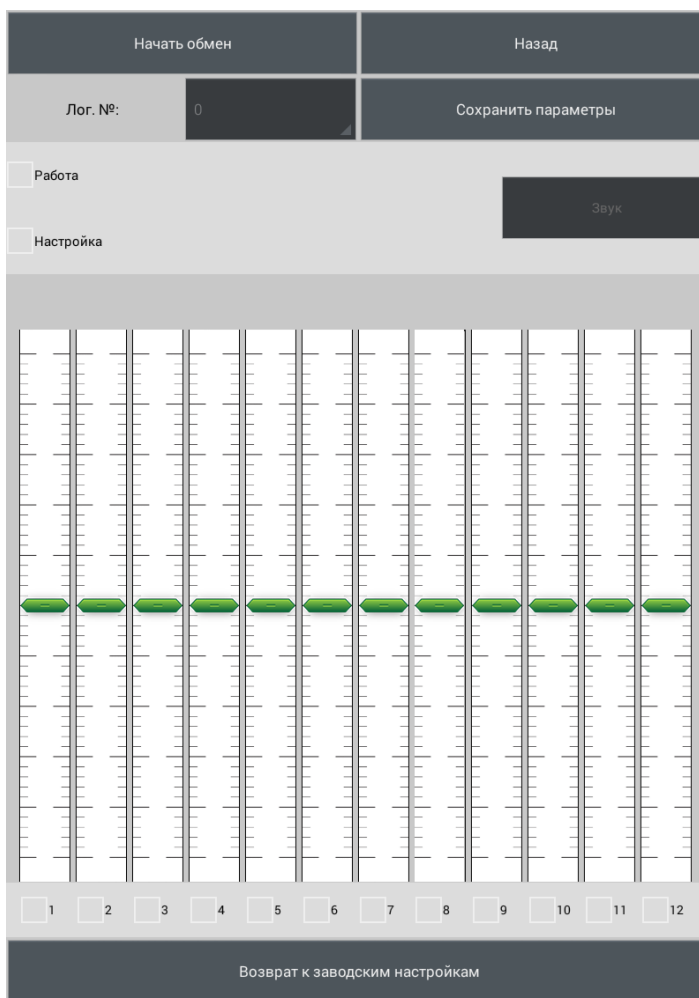 Начать обмен
Назад
Лог. №:
0
Сохранить параметры
Работа
Звук
Настройка
1 2 3 4 5 6 7 8 9 10 11 12
Возврат к заводским настройкам